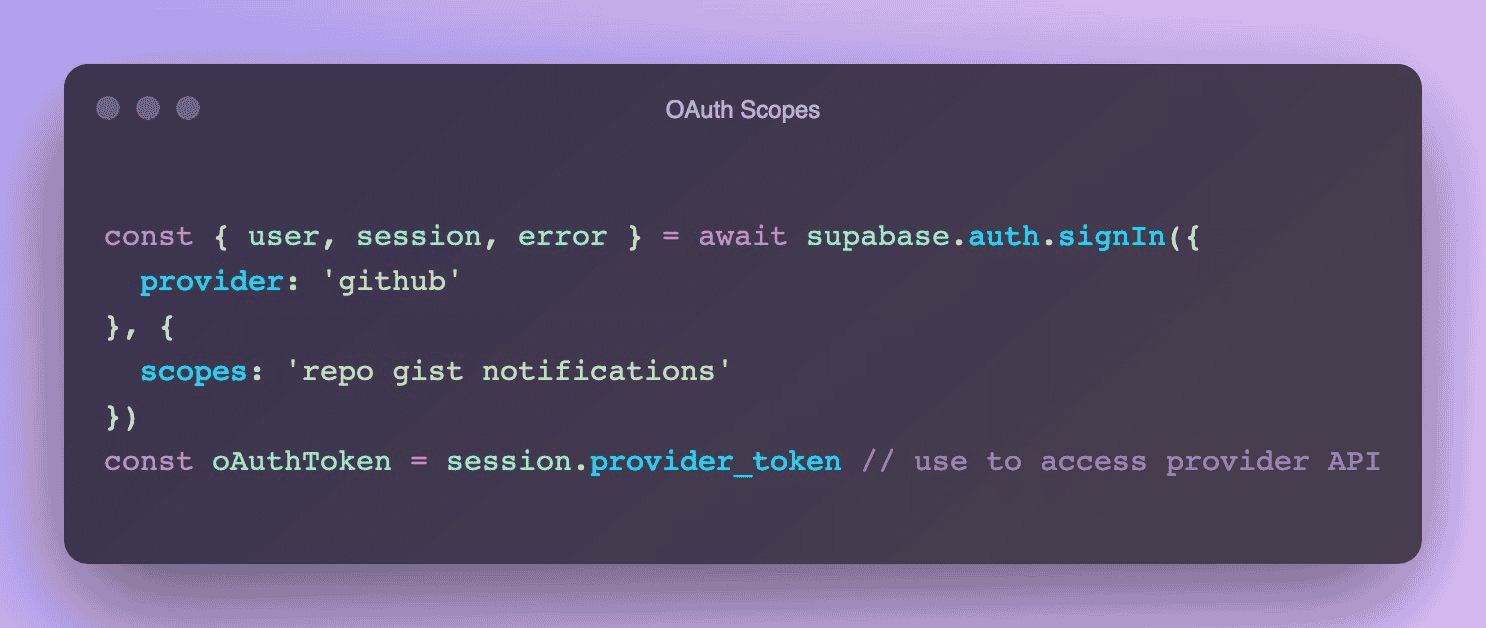 OAuth Scopes
const { user, session, error } = await supabase.auth.signIn({
  provider: 'github'
}, {
  scopes: 'repo gist notifications'
})
const oAuthToken = session.provider_token // use to access provider API